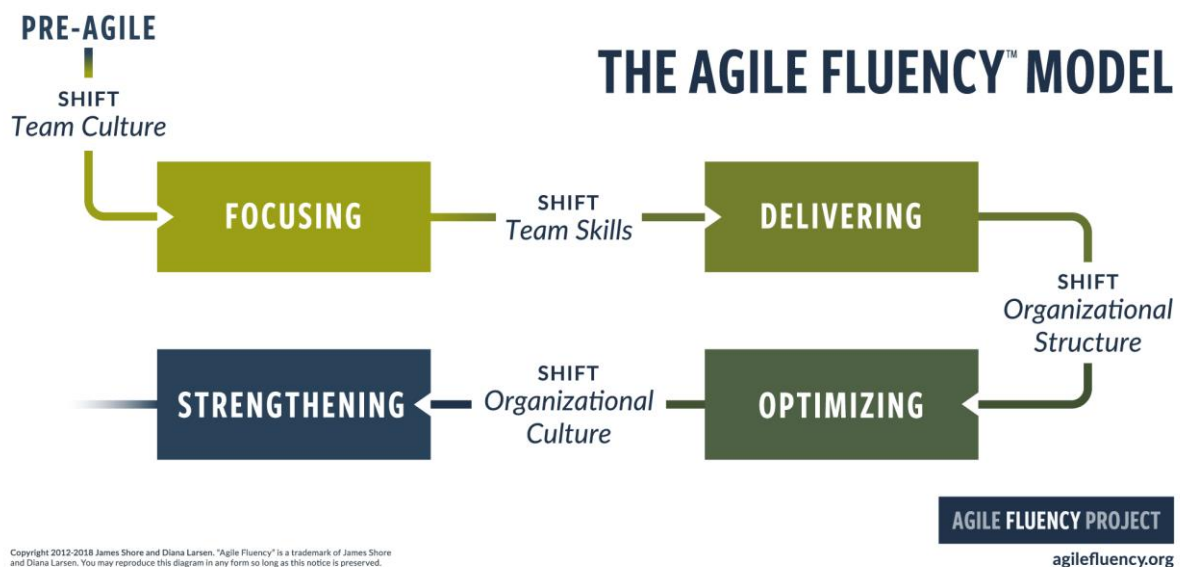 PRE-AGILE
THE AGILE FLUENCY™ MODEL
SHIFT
Team Culture
FOCUSING
SHIFT
Team Skills
DELIVERING
SHIFT
Organizational
Structure
STRENGTHENING
SHIFT
Organizational
Culture
OPTIMIZING
AGILE FLUENCY PROJECT
agilefluency.org
Copyright 2012-2018 James Shore and Diana Larsen. "Agile Fluency" is a trademark of James Shore
and Diana Larsen. You may reproduce this diagram in any form so long as this notice is preserved.